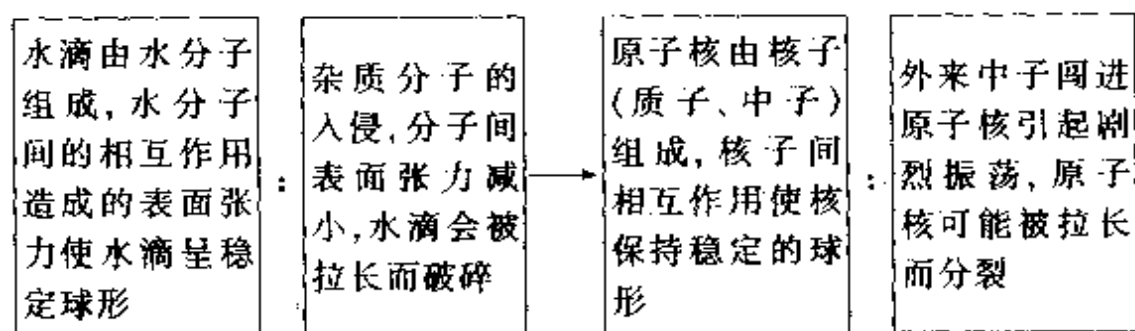 水滴由水分子
组成,水分子
间的相互作用
造成的表面张
力使水滴呈稳
定球形
:
杂质分子的
入侵,分子间
表面张力减
小,水滴会被
拉长而破碎
原子核由核子
(质子、中子)
组成,核子间
相互作用使核
保持稳定的球
形
:
外来中子闯进
原子核引起剧
烈振荡,原子
核可能被拉长
而分裂